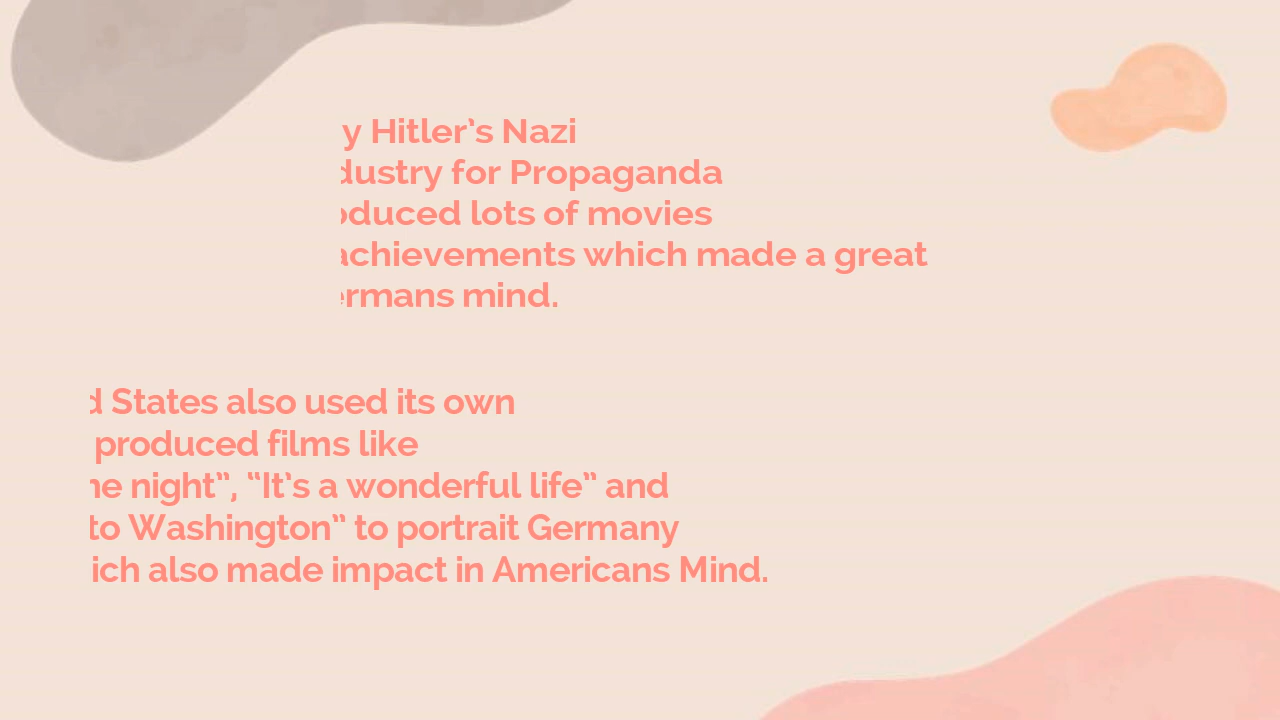 y Hitler’s Nazi
dustry for Propaganda
oduced lots of movies
achievements which made a great
ermans mind.
d States also used its own
produced films like
he night”, “It’s a wonderful life” and
to Washington” to portrait Germany
ich also made impact in Americans Mind.